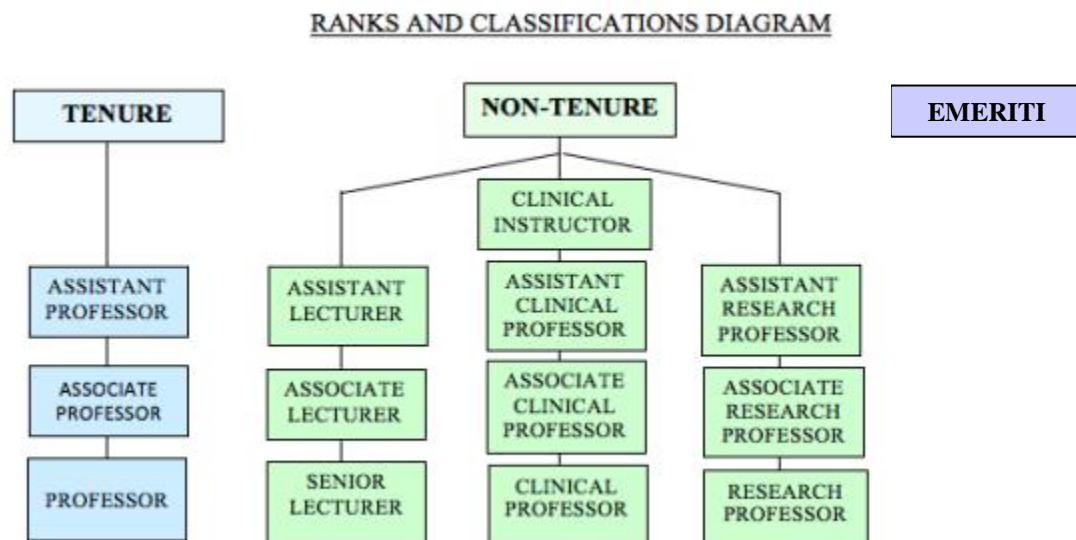 RANKS AND CLASSIFICATIONS DIAGRAM
TENURE
ASSISTANT
PROFESSOR
ASSOCIATE
PROFESSOR
PROFESSOR
NON-TENURE
ASSISTANT
LECTURER
ASSOCIATE
LECTURER
SENIOR
LECTURER
CLINICAL
INSTRUCTOR
ASSISTANT
CLINICAL
PROFESSOR
ASSOCIATE
CLINICAL
PROFESSOR
CLINICAL
PROFESSOR
ASSISTANT
RESEARCH
PROFESSOR
ASSOCIATE
RESEARCH
PROFESSOR
RESEARCH
PROFESSOR
EMERITI